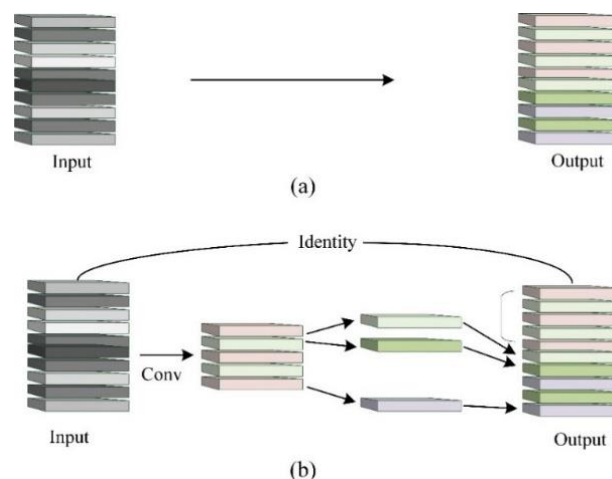 Input
Output
(a)
Identity
Conv
Input
Output
(b)